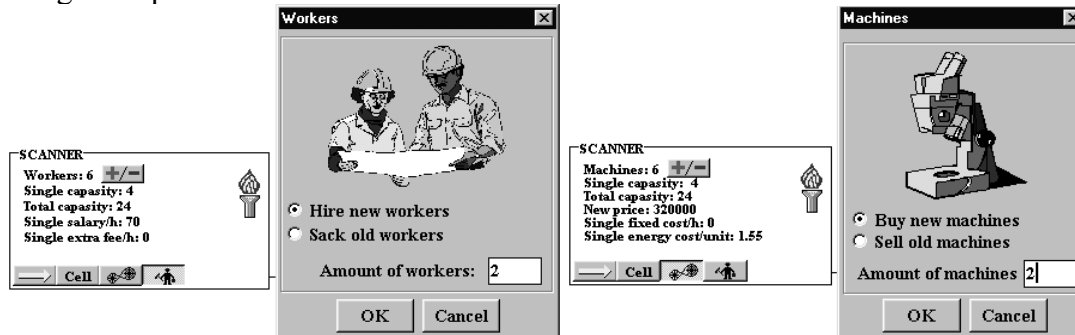 Workers
Machines
SCANNER
Workers: 6 +/-
Single capasity: 4
Total capacity: 24
Single salary/h: 70
Single extra fee/h: 0
Cell
Hire new workers
Sack old workers
Amount of workers: 2
OK Cancel
SCANNER
Machines: 6 +/-
Single capasity: 4
Total capacity: 24
New price: 320000
Single fixed cost/h: 0
Single energy cost/unit: 1.55
Cell
Buy new machines
Sell old machines
Amount of machines 2
OK Cancel